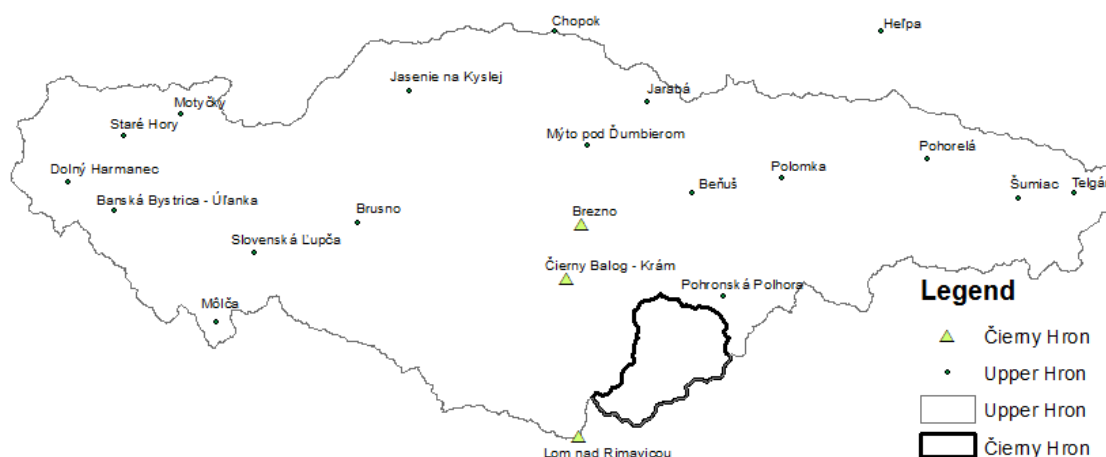 Chopok
Heľpa
Jasenie na Kyslej
Jarabá
Motyčky
Staré Hory
Mýto pod Ďumbierom
Pohorelá
Dolný Harmanec
Polomka
Beňuš
Šumiac
Telgár
Banská Bystrica - Úľanka
Brusno
Brezno
Slovenská Ľupča
Čierny Balog - Krám
Pohronská Polhora
Môlča
Legend
Čierny Hron
Upper Hron
Upper Hron
Čierny Hron
Lom nad Rimavicou